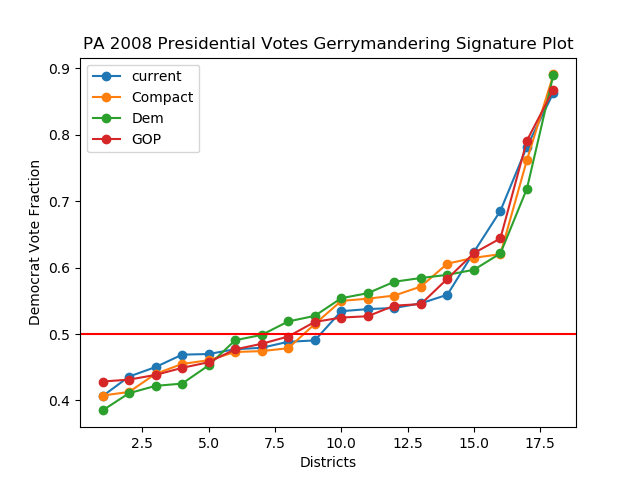 PA 2008 Presidential Votes Gerrymandering Signature Plot
current
Compact
Dem
GOP
Democrat Vote Fraction
0.9
0.8
0.7
0.6
0.5
0.4
2.5 5.0 7.5 10.0 12.5 15.0 17.5
Districts